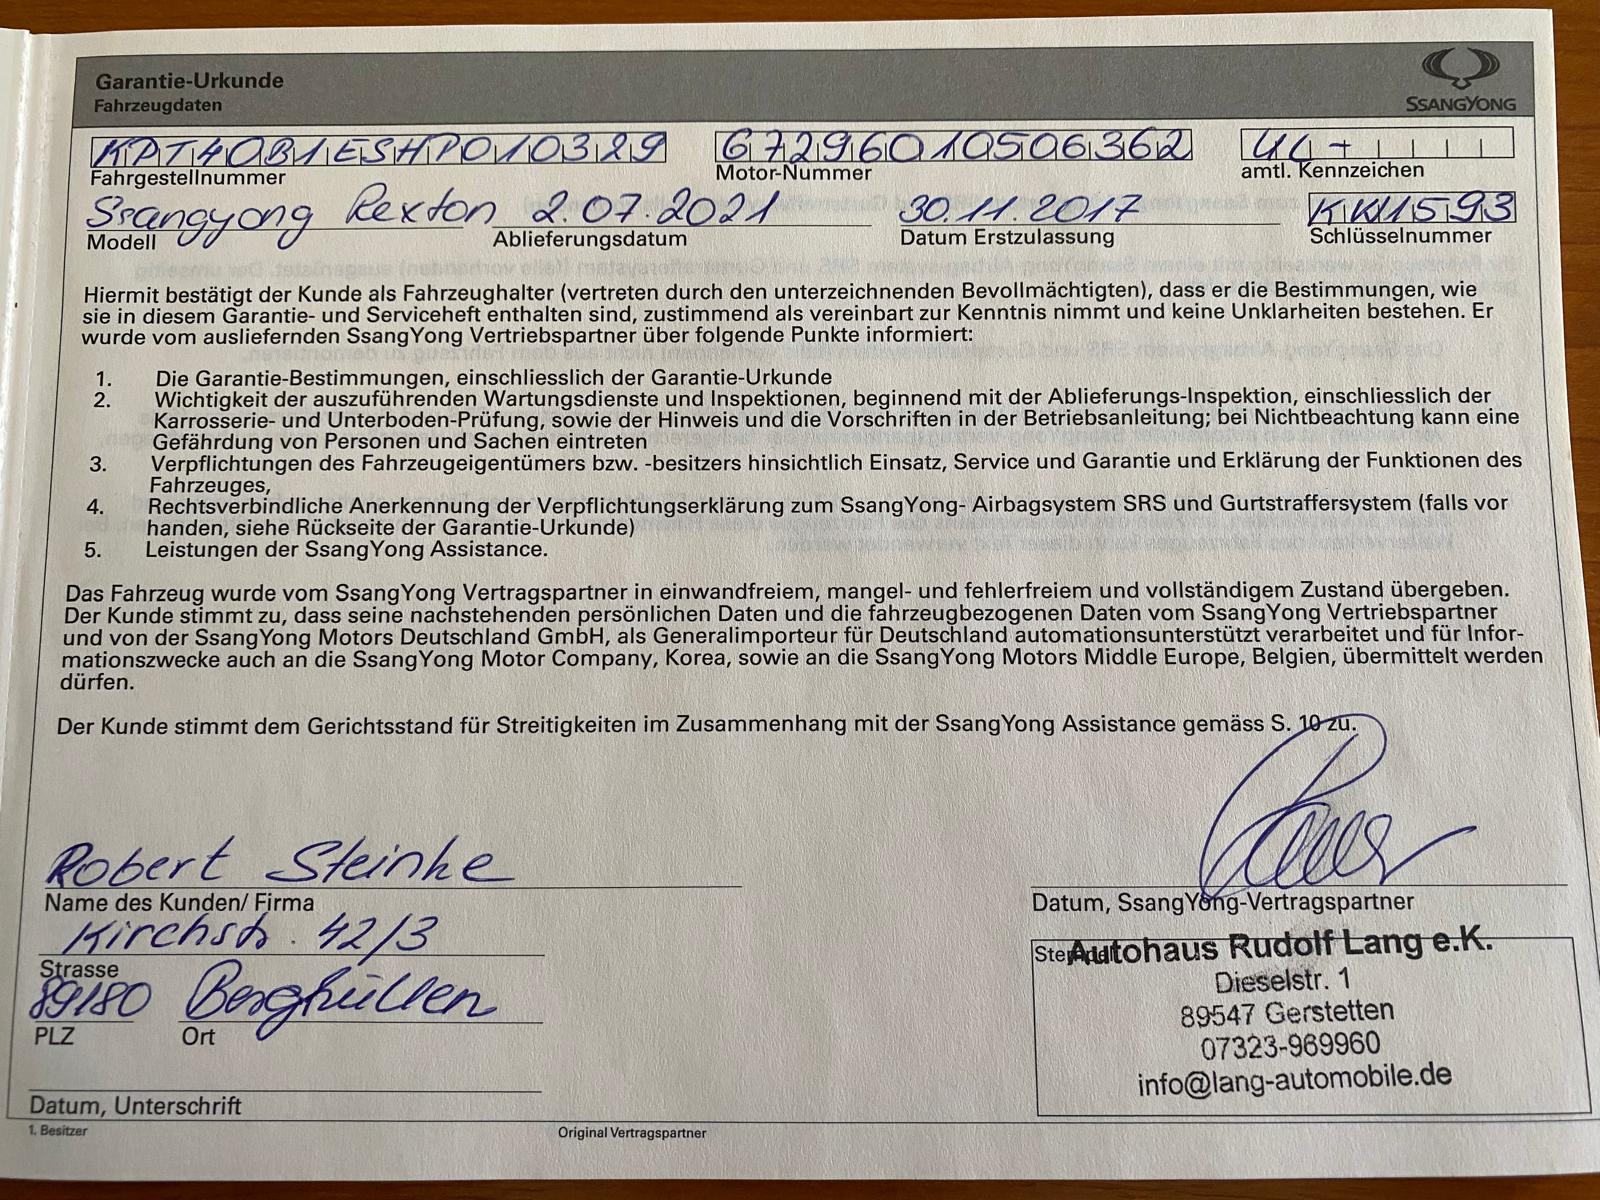 Garantie-Urkunde
Fahrzeugdaten
SSANGYONG
KPT40B1ESHP010329
67296010506362
UL-
Fahrgestellnummer
Motor-Nummer
amtl. Kennzeichen
Ssangyong Rexton 2.07.2021 30.11.2017 KW1593
Modell
Ablieferungsdatum
Datum Erstzulassung
Schlüsselnummer
Hiermit bestätigt der Kunde als Fahrzeughalter (vertreten durch den unterzeichnenden Bevollmächtigten), dass er die Bestimmungen, wie
sie in diesem Garantie- und Serviceheft enthalten sind, zustimmend als vereinbart zur Kenntnis nimmt und keine Unklarheiten bestehen. Er
wurde vom ausliefernden SsangYong Vertriebspartner über folgende Punkte informiert:
1. Die Garantie-Bestimmungen, einschliesslich der Garantie-Urkunde
2. Wichtigkeit der auszuführenden Wartungsdienste und Inspektionen, beginnend mit der Ablieferungs-Inspektion, einschliesslich der
Karrosserie- und Unterboden-Prüfung, sowie der Hinweis und die Vorschriften in der Betriebsanleitung; bei Nichtbeachtung kann eine
Gefährdung von Personen und Sachen eintreten
3. Verpflichtungen des Fahrzeugeigentümers bzw. -besitzers hinsichtlich Einsatz, Service und Garantie und Erklärung der Funktionen des
Fahrzeuges,
4. Rechtsverbindliche Anerkennung der Verpflichtungserklärung zum SsangYong- Airbagsystem SRS und Gurtstraffersystem (falls vor
handen, siehe Rückseite der Garantie-Urkunde)
5. Leistungen der SsangYong Assistance.
Das Fahrzeug wurde vom SsangYong Vertragspartner in einwandfreiem, mangel- und fehlerfreiem und vollständigem Zustand übergeben.
Der Kunde stimmt zu, dass seine nachstehenden persönlichen Daten und die fahrzeugbezogenen Daten vom SsangYong Vertriebspartner
und von der SsangYong Motors Deutschland GmbH, als Generalimporteur für Deutschland automationsunterstützt verarbeitet und für Infor-
mationszwecke auch an die SsangYong Motor Company, Korea, sowie an die SsangYong Motors Middle Europe, Belgien, übermittelt werden
dürfen.
Der Kunde stimmt dem Gerichtsstand für Streitigkeiten im Zusammenhang mit der SsangYong Assistance gemäss S. 10 zu.
Robert Steinke
Name des Kunden/ Firma
Kirchstr. 42/3
Strasse
89180 Berghüllen
PLZ
Ort
Datum, Unterschrift
1. Besitzer
Original Vertragspartner
Datum, SsangYong-Vertragspartner
Autohaus Rudolf Lang e.K.
Dieselstr. 1
89547 Gerstetten
07323-969960
info@lang-automobile.de